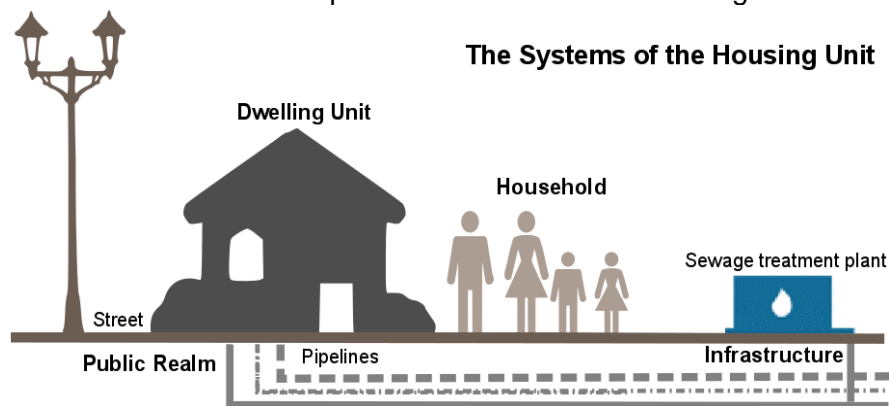 The Systems of the Housing Unit
Dwelling Unit
Household
Sewage treatment plant
Street
Public Realm
Pipelines
Infrastructure